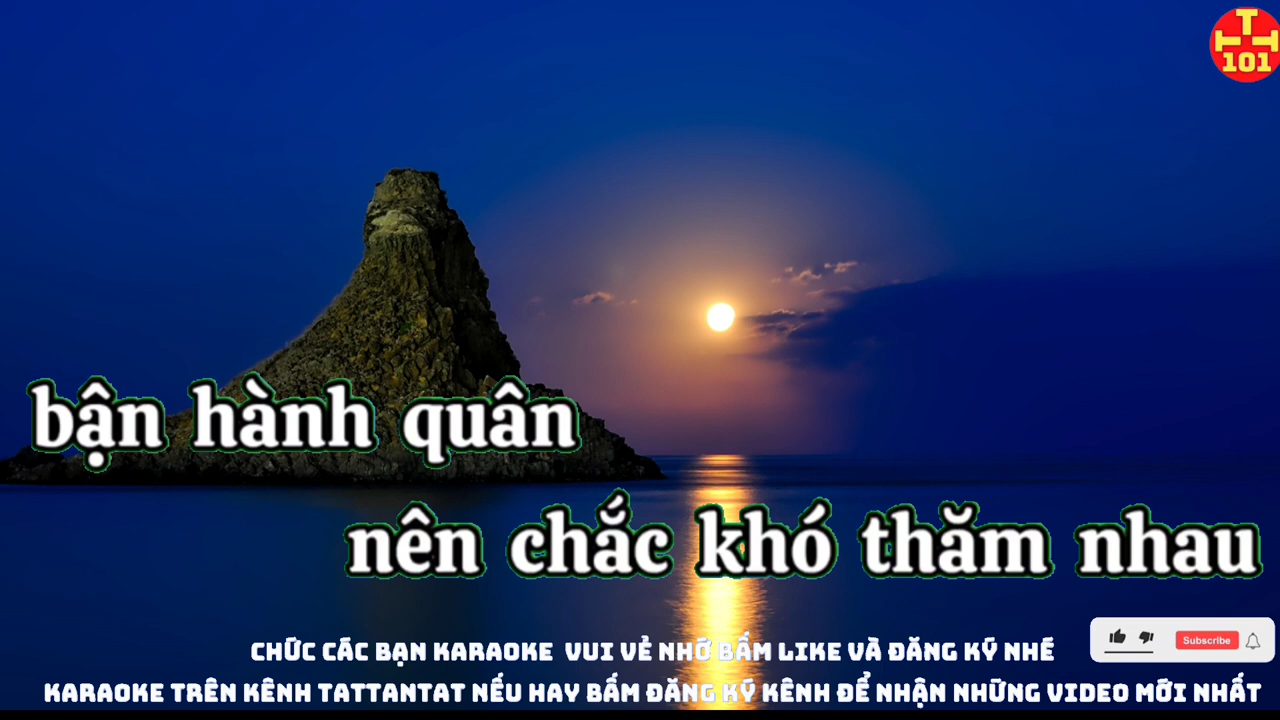 T
T T
101
bận hành quân
nên chắc khó thăm nhau
CHỮC CÁC BẠN KARAOKE VUI VẺ NHỚ BẤM LIKE VÀ ĐĂNG KÝ NHÉ
Subscribe
KARAOKE TRÊN KÊNH TATTANTAT NẾU HAY BẤM ĐĂNG KÝ KÊNH ĐỂ NHẬN NHỮNG VIDEO MỚI NHẤT